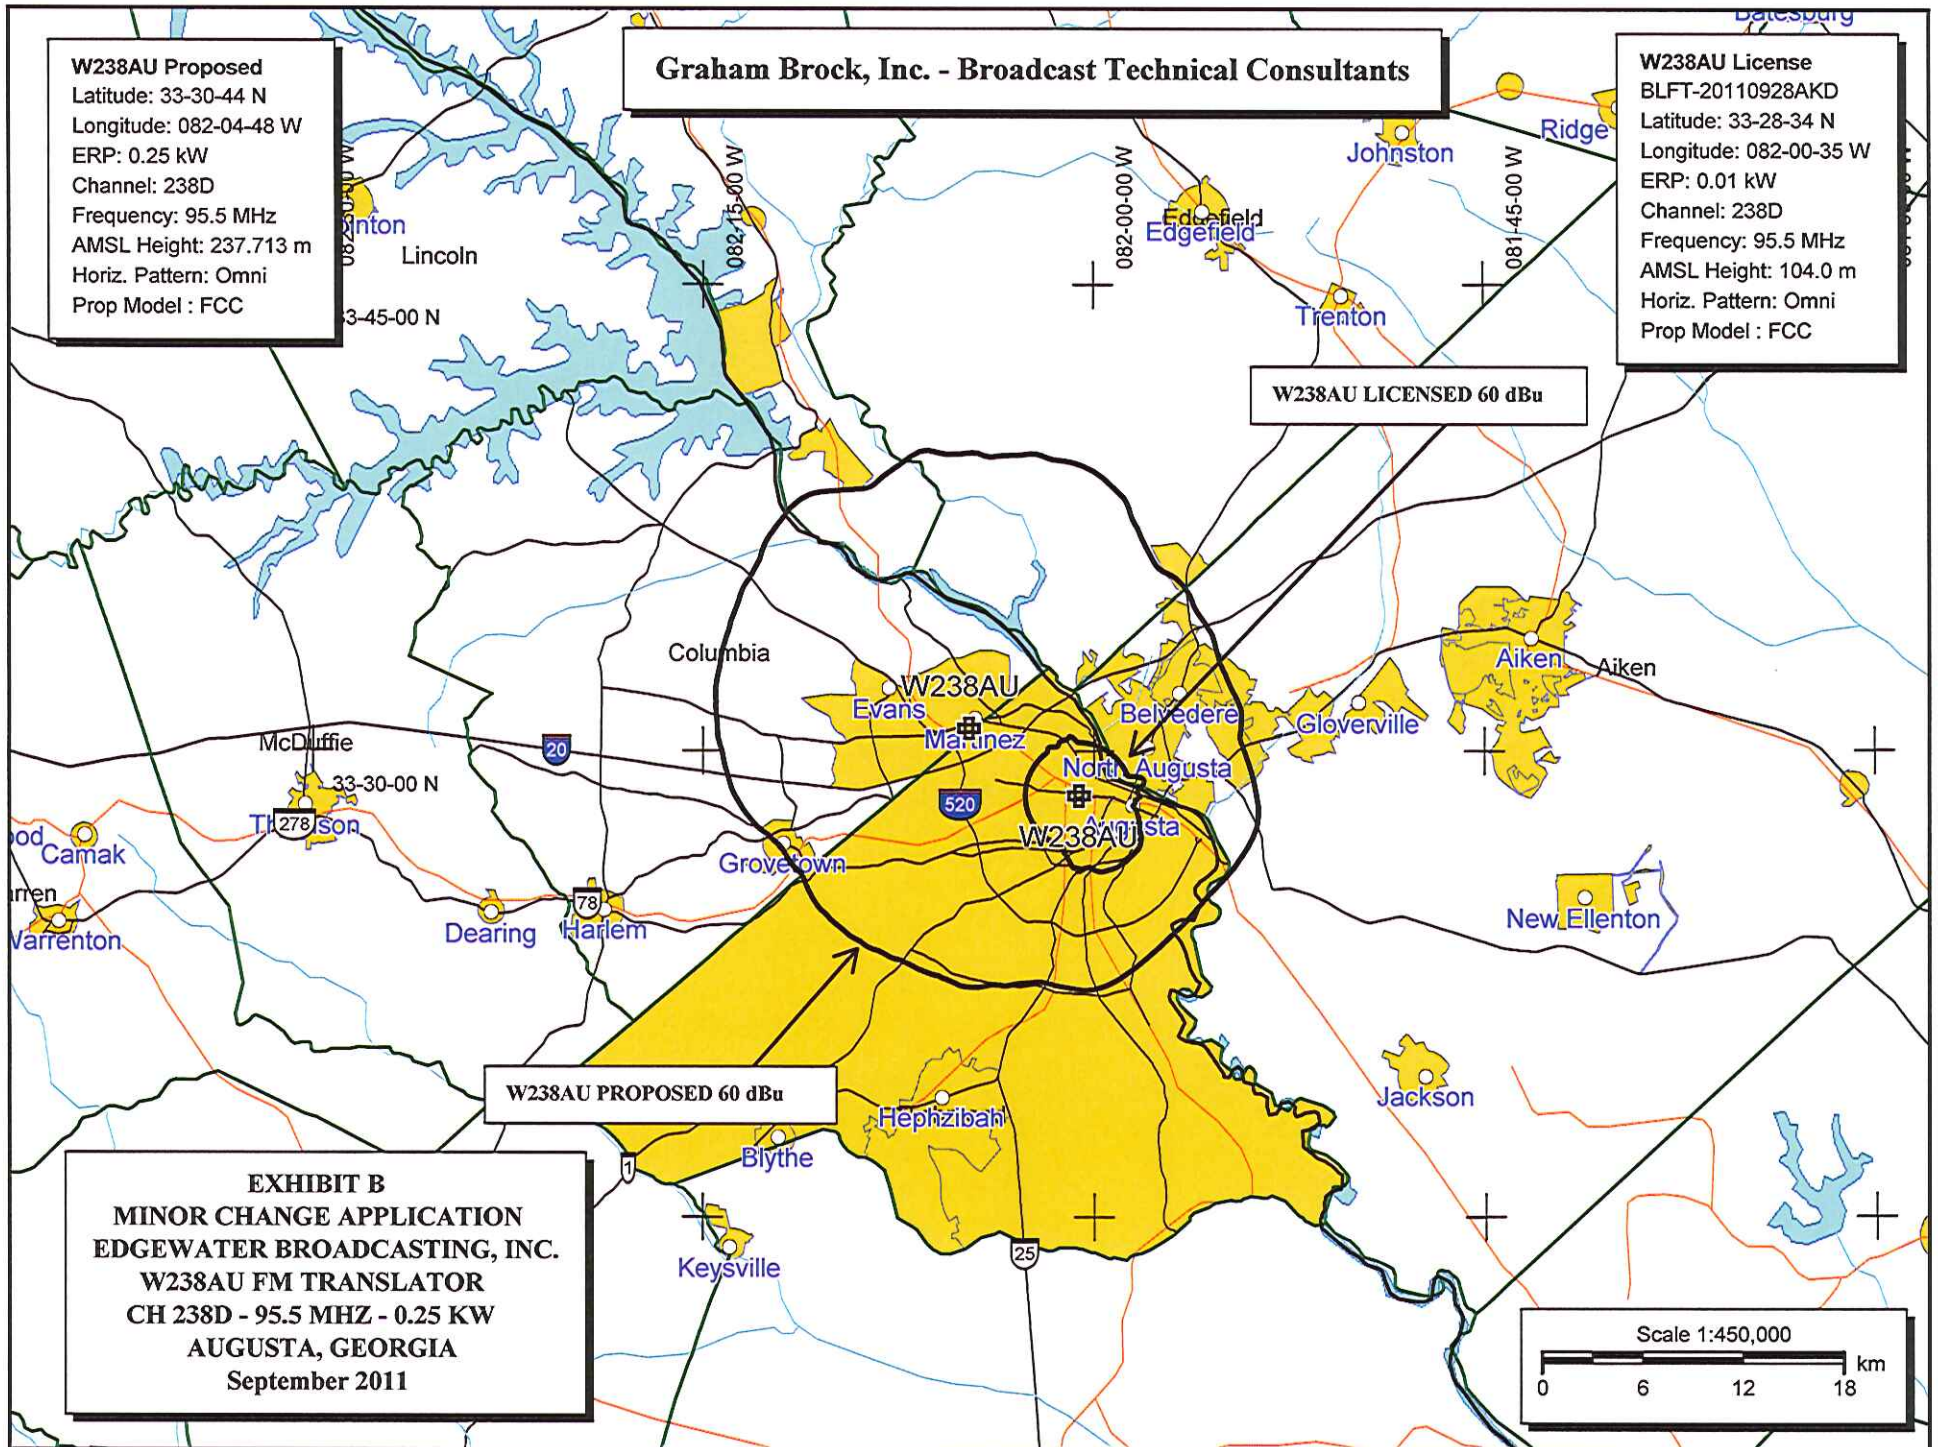 Batesburg
Graham Brock, Inc. - Broadcast Technical Consultants
W238AU Proposed
Latitude: 33-30-44 N
Longitude: 082-04-48 W
ERP: 0.25 kW
Channel: 238D
Frequency: 95.5 MHz
AMSL Height: 237.713 m
Horiz. Pattern: Omni
Prop Model : FCC
W238AU License
BLFT-20110928AKD
Latitude: 33-28-34 N
Longitude: 082-00-35 W
ERP: 0.01 kW
Channel: 238D
Frequency: 95.5 MHz
AMSL Height: 104.0 m
Horiz. Pattern: Omni
Prop Model : FCC
Ridge
Johnston
082-15-00 W
082-00-00 W
081-45-00 W
Lincoln
Edgefield
Edgefield
Trenton
W238AU LICENSED 60 dBu
Columbia
W238AU
Evans
Martinez
Belvedere
Gloverville
Aiken
Aiken
McDuffie
20
North Augusta
33-30-00 N
520
278
Augusta
W238AU
Camak
Grovetown
78
Dearing
Harlem
New Ellenton
W238AU PROPOSED 60 dBu
Hephzibah
Jackson
Blythe
1
25
Keysville
EXHIBIT B
MINOR CHANGE APPLICATION
EDGEWATER BROADCASTING, INC.
W238AU FM TRANSLATOR
CH 238D - 95.5 MHZ - 0.25 KW
AUGUSTA, GEORGIA
September 2011
Scale 1:450,000
km
0 6 12 18